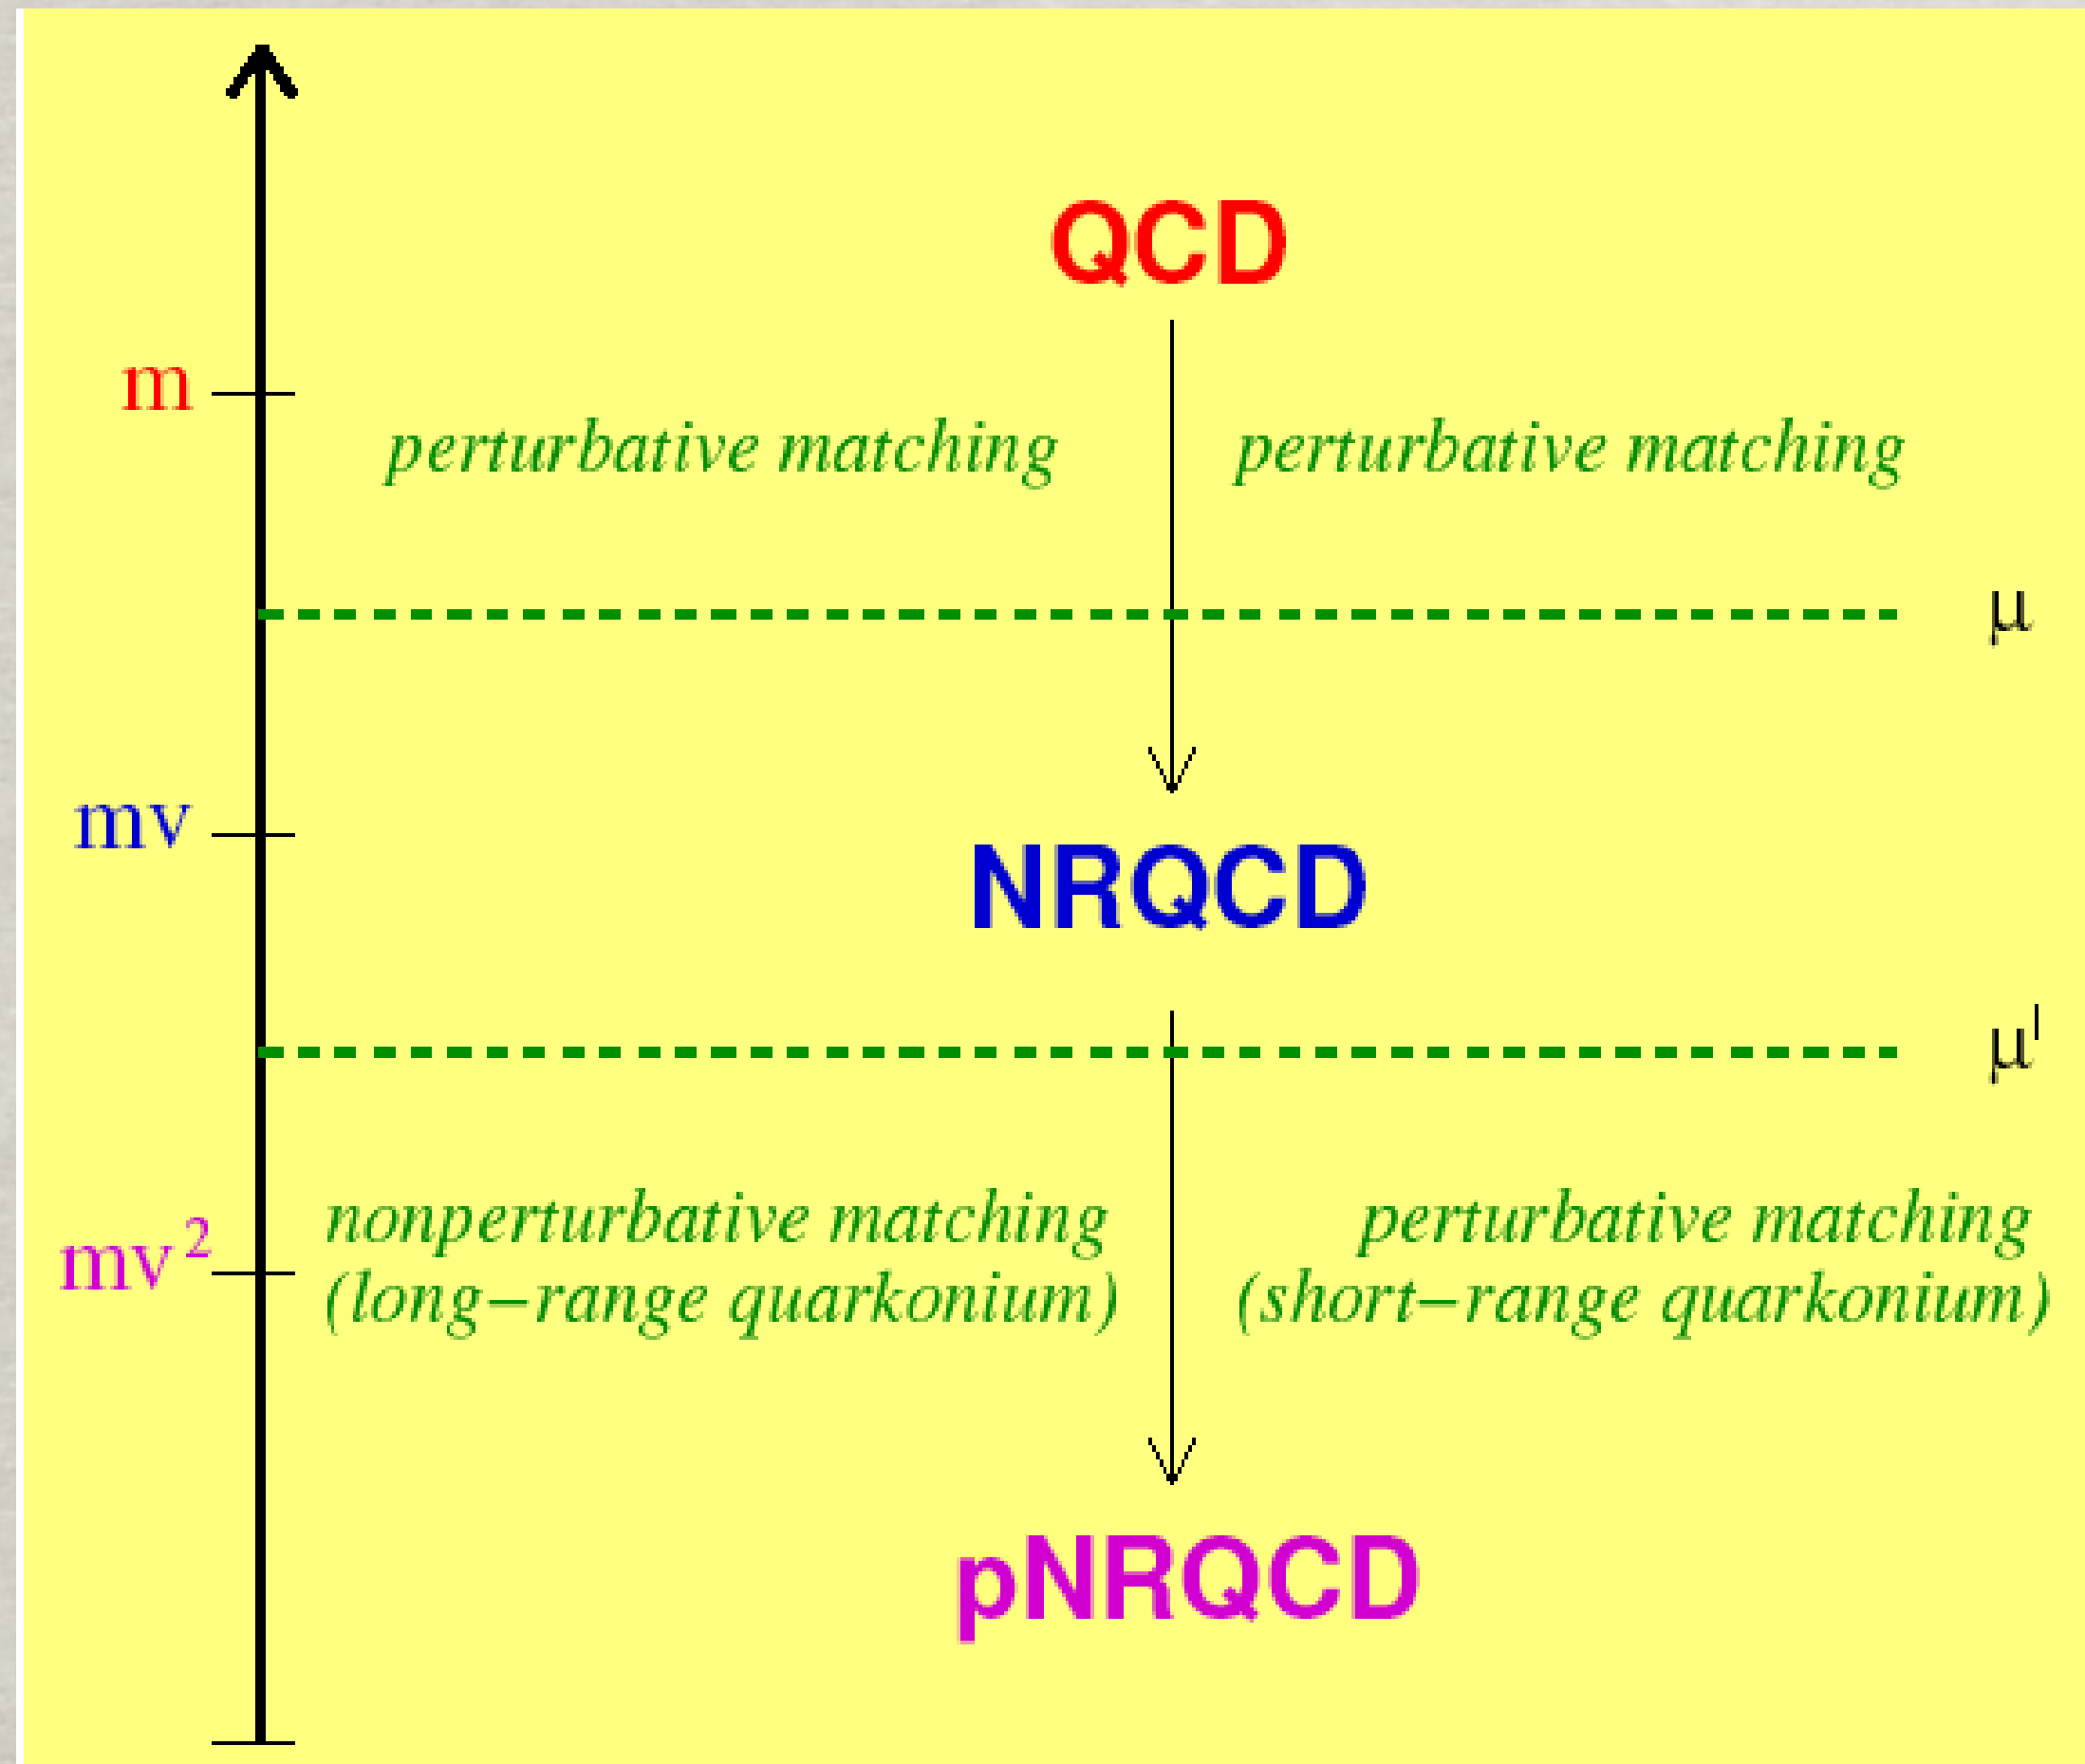 QCD
m
perturbative matching
perturbative matching
μ
mv
NRQCD
μ'
nonperturbative matching
(long–range quarkonium)
perturbative matching
(short–range quarkonium)
mv²
pNRQCD